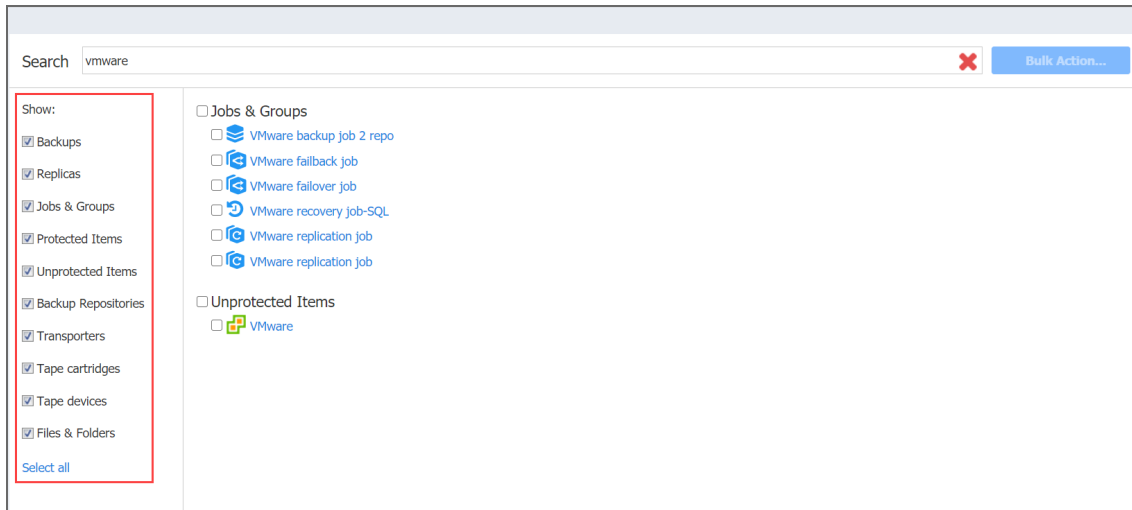 Search vmware Bulk Action...
Show:
Backups
Replicas
Jobs & Groups
Protected Items
Unprotected Items
Backup Repositories
Transporters
Tape cartridges
Tape devices
Files & Folders
Select all
Jobs & Groups
VMware backup job 2 repo
VMware failback job
VMware failover job
VMware recovery job-SQL
VMware replication job
VMware replication job
Unprotected Items
VMware